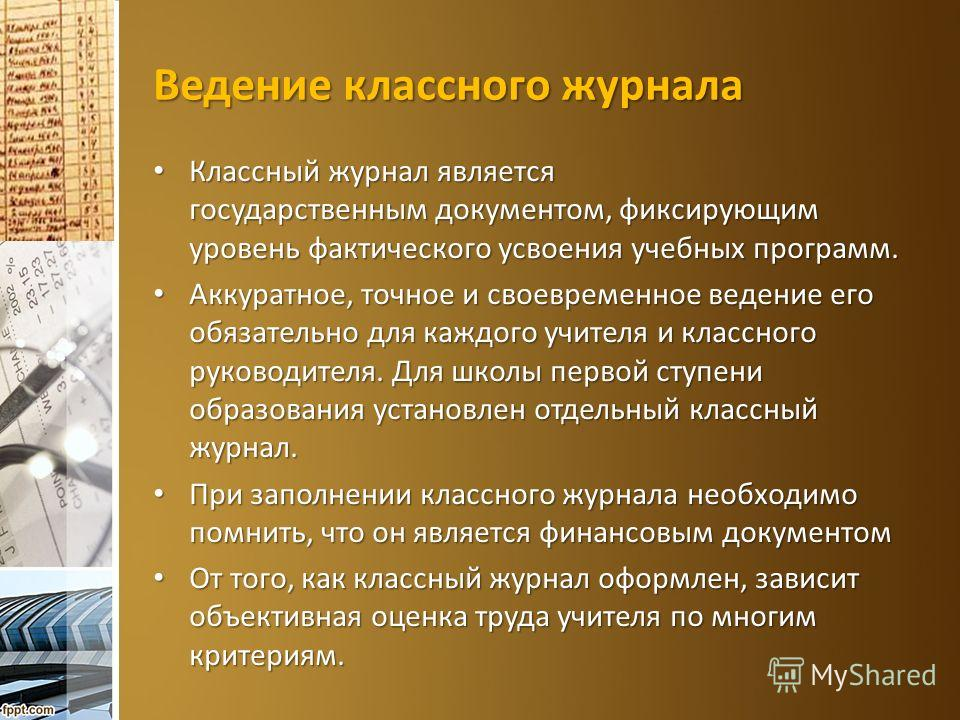 Ведение классного журнала
• Классный журнал является
государственным документом, фиксирующим
уровень фактического усвоения учебных программ.
• Аккуратное, точное и своевременное ведение его
обязательно для каждого учителя и классного
руководителя. Для школы первой ступени
образования установлен отдельный классный
журнал.
• При заполнении классного журнала необходимо
помнить, что он является финансовым документом
• От того, как классный журнал оформлен, зависит
объективная оценка труда учителя по многим
критериям.
fppt.com
MyShared